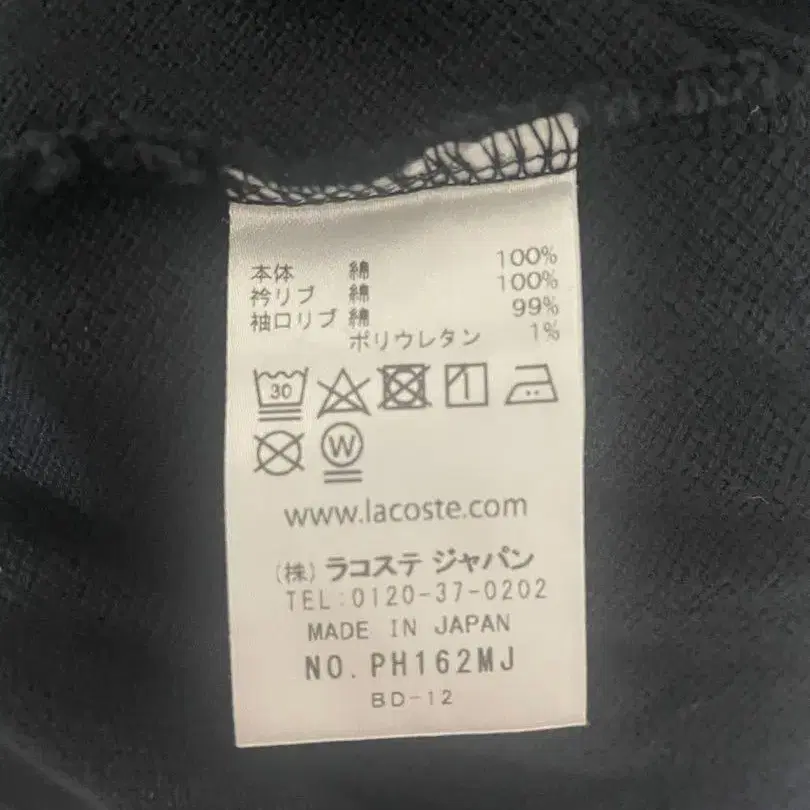 本体 綿 100%
衿リブ 綿 100%
袖口リブ 綿 99%
ポリウレタン 1%
30
W
www.lacoste.com
(株) ラコステ ジャパン
TEL:0120-37-0202
MADE IN JAPAN
NO. PH162MJ
BD-12